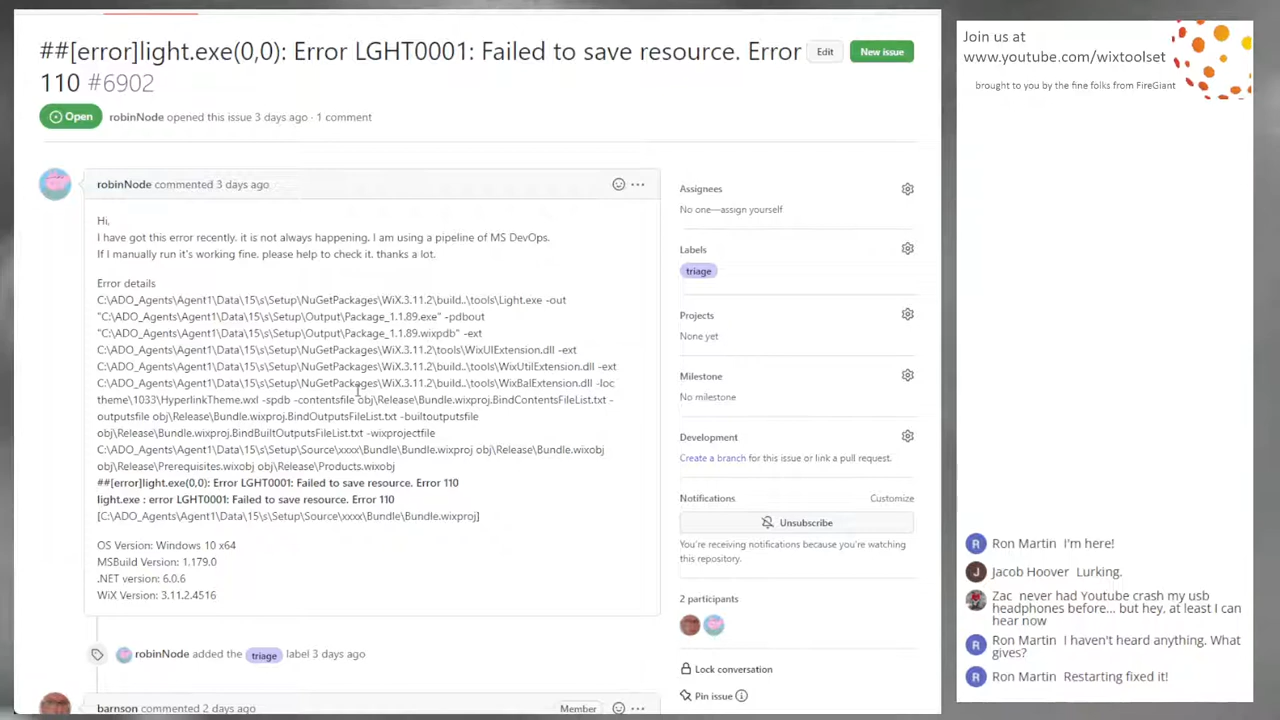 ##[error]light.exe(0,0): Error LGHT0001: Failed to save resource. Error
110 #6902
Edit
New issue
Open
robinNode opened this issue 3 days ago · 1 comment
robinNode commented 3 days ago
Hi,
I have got this error recently. it is not always happening. I am using a pipeline of MS DevOps.
If I manually run it's working fine. please help to check it. thanks a lot.
Error details
C:\ADO_Agents\Agent1\Data\15\s\Setup\NuGetPackages\WiX.3.11.2\build..\tools\Light.exe -out
"C:\ADO_Agents\Agent1\Data\15\s\Setup\Output\Package_1.1.89.exe" -pdbout
"C:\ADO_Agents\Agent1\Data\15\s\Setup\Output\Package_1.1.89.wixpdb" -ext
C:\ADO_Agents\Agent1\Data\15\s\Setup\NuGetPackages\WiX.3.11.2\tools\WixUIExtension.dll -ext
C:\ADO_Agents\Agent1\Data\15\s\Setup\NuGetPackages\WiX.3.11.2\build..\tools\WixUtilExtension.dll -ext
C:\ADO_Agents\Agent1\Data\15\s\Setup\NuGetPackages\WiX.3.11.2\build..\tools\WixBalExtension.dll -loc
theme\1033\HyperlinkTheme.wxl -spdb -contentsfile obj\Release\Bundle.wixproj.BindContentsFileList.txt -
outputsfile obj\Release\Bundle.wixproj.BindOutputsFileList.txt -builtoutputsfile
obj\Release\Bundle.wixproj.BindBuiltOutputsFileList.txt -wixprojectfile
C:\ADO_Agents\Agent1\Data\15\s\Setup\Source\xxxx\Bundle\Bundle.wixproj obj\Release\Bundle.wixobj
obj\Release\Prerequisites.wixobj obj\Release\Products.wixobj
##[error]light.exe(0,0): Error LGHT0001: Failed to save resource. Error 110
light.exe : error LGHT0001: Failed to save resource. Error 110
[C:\ADO_Agents\Agent1\Data\15\s\Setup\Source\xxxx\Bundle\Bundle.wixproj]
OS Version: Windows 10 x64
MSBuild Version: 1.179.0
.NET version: 6.0.6
WiX Version: 3.11.2.4516
robinNode added the triage label 3 days ago
barnson commented 2 days ago
Member
Assignees
No one—assign yourself
Labels
triage
Projects
None yet
Milestone
No milestone
Development
Create a branch for this issue or link a pull request.
Notifications
Customize
Unsubscribe
You're receiving notifications because you're watching
this repository.
2 participants
Lock conversation
Pin issue
Join us at
www.youtube.com/wixtoolset
brought to you by the fine folks from FireGiant
R Ron Martin I'm here!
J Jacob Hoover Lurking.
Zac never had Youtube crash my usb
headphones before... but hey, at least I can
hear now
R Ron Martin I haven't heard anything. What
gives?
R Ron Martin Restarting fixed it!